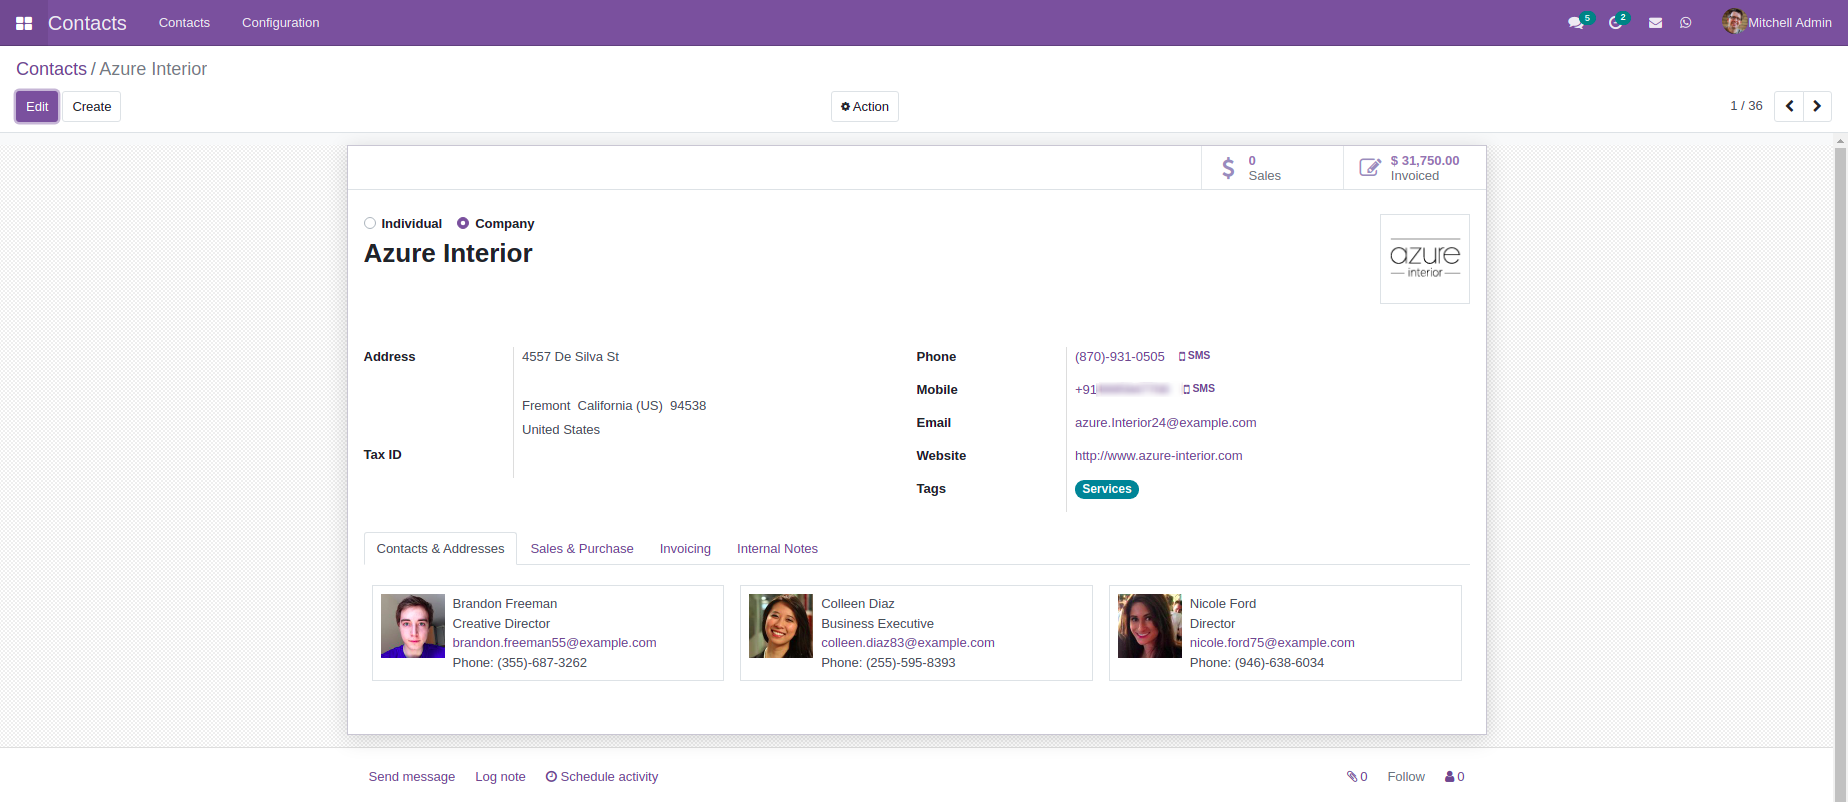 Contacts Contacts Configuration 5 2 Mitchell Admin
Contacts / Azure Interior
Edit Create Action 1 / 36
0
Sales
$ 31,750.00
Invoiced
Individual Company
Azure Interior
azure
interior
Address 4557 De Silva St
Fremont California (US) 94538
United States
Tax ID
Phone (870)-931-0505 SMS
Mobile +91 SMS
Email azure.Interior24@example.com
Website http://www.azure-interior.com
Tags Services
Contacts & Addresses Sales & Purchase Invoicing Internal Notes
Brandon Freeman
Creative Director
brandon.freeman55@example.com
Phone: (355)-687-3262
Colleen Diaz
Business Executive
colleen.diaz83@example.com
Phone: (255)-595-8393
Nicole Ford
Director
nicole.ford75@example.com
Phone: (946)-638-6034
Send message Log note Schedule activity 0 Follow 0